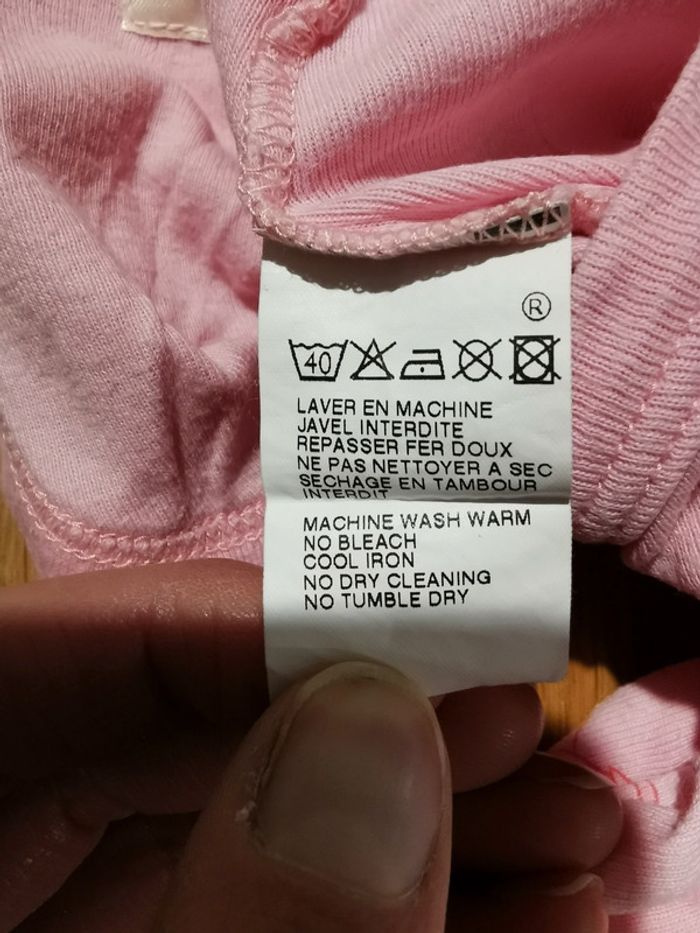 ®
40
LAVER EN MACHINE
JAVEL INTERDITE
REPASSER FER DOUX
NE PAS NETTOYER A SEC
SECHAGE EN TAMBOUR
INTERDIT
MACHINE WASH WARM
NO BLEACH
COOL IRON
NO DRY CLEANING
NO TUMBLE DRY